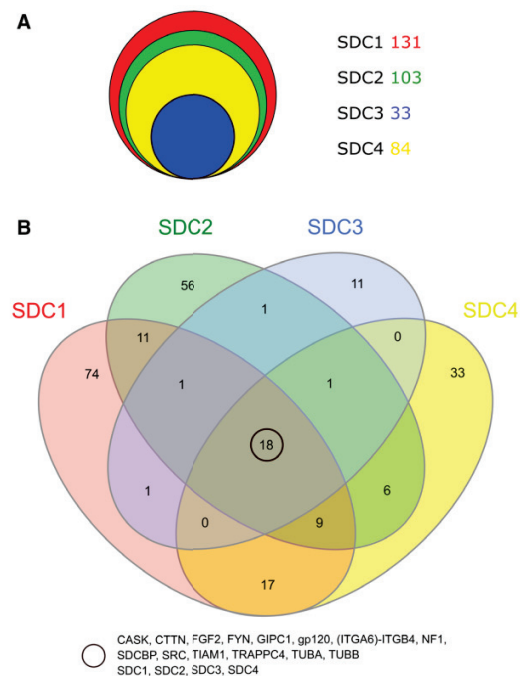 A
SDC1 131
SDC2 103
SDC3 33
SDC4 84
B
SDC2 SDC3
SDC1 SDC4
56 1 11
11 0
74 1 1 33
18
1 6
0 9
17
CASK, CTTN, FGF2, FYN, GIPC1, gp120, (ITGA6)-ITGB4, NF1,
SDCBP, SRC, TIAM1, TRAPPC4, TUBA, TUBB
SDC1, SDC2, SDC3, SDC4